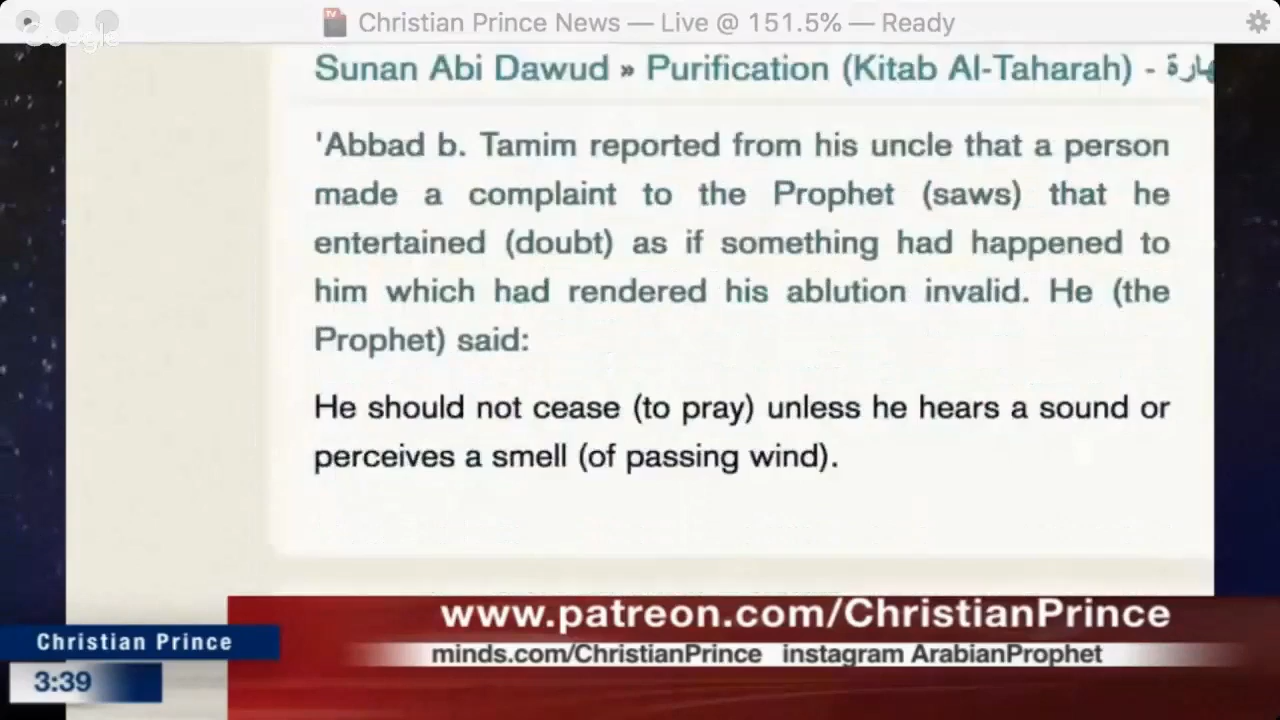 Christian Prince News — Live @ 151.5% — Ready
Google
Sunan Abi Dawud » Purification (Kitab Al-Taharah) -
'Abbad b. Tamim reported from his uncle that a person
made a complaint to the Prophet (saws) that he
entertained (doubt) as if something had happened to
him which had rendered his ablution invalid. He (the
Prophet) said:
He should not cease (to pray) unless he hears a sound or
perceives a smell (of passing wind).
www.patreon.com/ChristianPrince
Christian Prince
minds.com/ChristianPrince instagram ArabianProphet
3:39